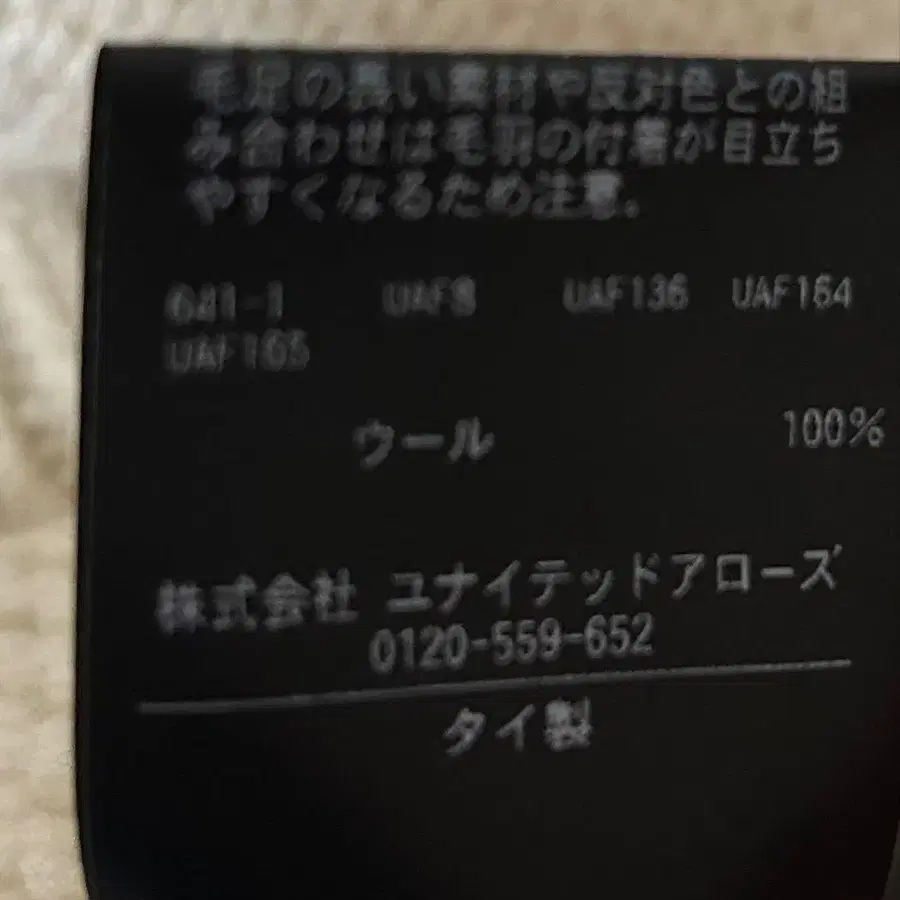 毛足の長い素材や反対色との組
み合わせは毛羽の付着が目立ち
やすくなるため注意.
641-1 UAF8 UAF136 UAF164
UAF165
ウール 100%
株式会社 ユナイテッドアローズ
0120-559-652
タイ製